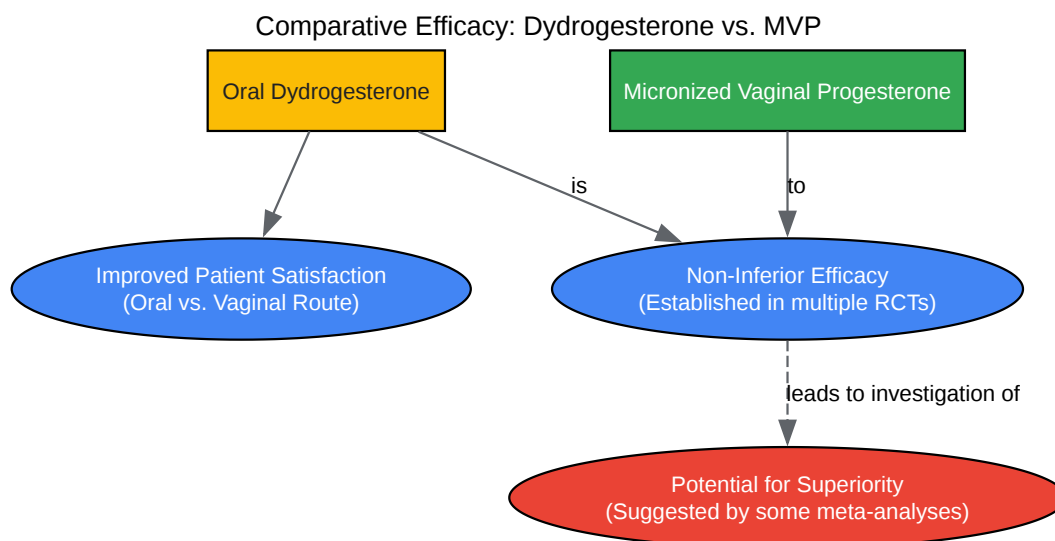 Comparative Efficacy: Dydrogesterone vs. MVP
Oral Dydrogesterone
Micronized Vaginal Progesterone
is
to
Improved Patient Satisfaction
(Oral vs. Vaginal Route)
Non-Inferior Efficacy
(Established in multiple RCTs)
leads to investigation of
Potential for Superiority
(Suggested by some meta-analyses)